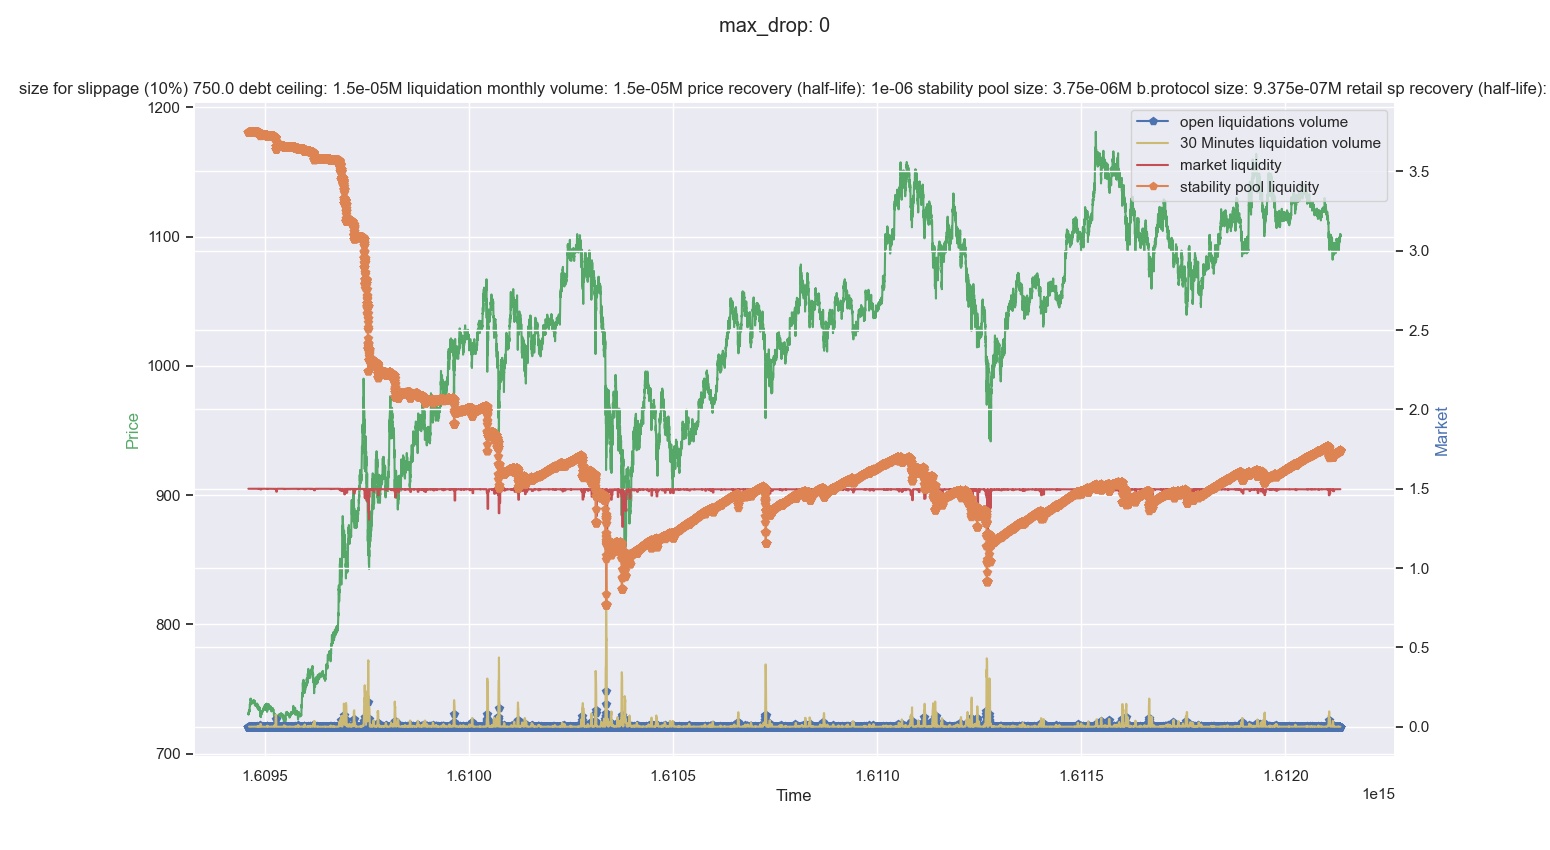 max_drop: 0
size for slippage (10%) 750.0 debt ceiling: 1.5e-05M liquidation monthly volume: 1.5e-05M price recovery (half-life): 1e-06 stability pool size: 3.75e-06M b.protocol size: 9.375e-07M retail sp recovery (half-life):
1200
1100
1000
900
800
700
Price
open liquidations volume
30 Minutes liquidation volume
market liquidity
stability pool liquidity
3.5
3.0
2.5
2.0
1.5
1.0
0.5
0.0
Market
1.6095 1.6100 1.6105 1.6110 1.6115 1.6120
1e15
Time